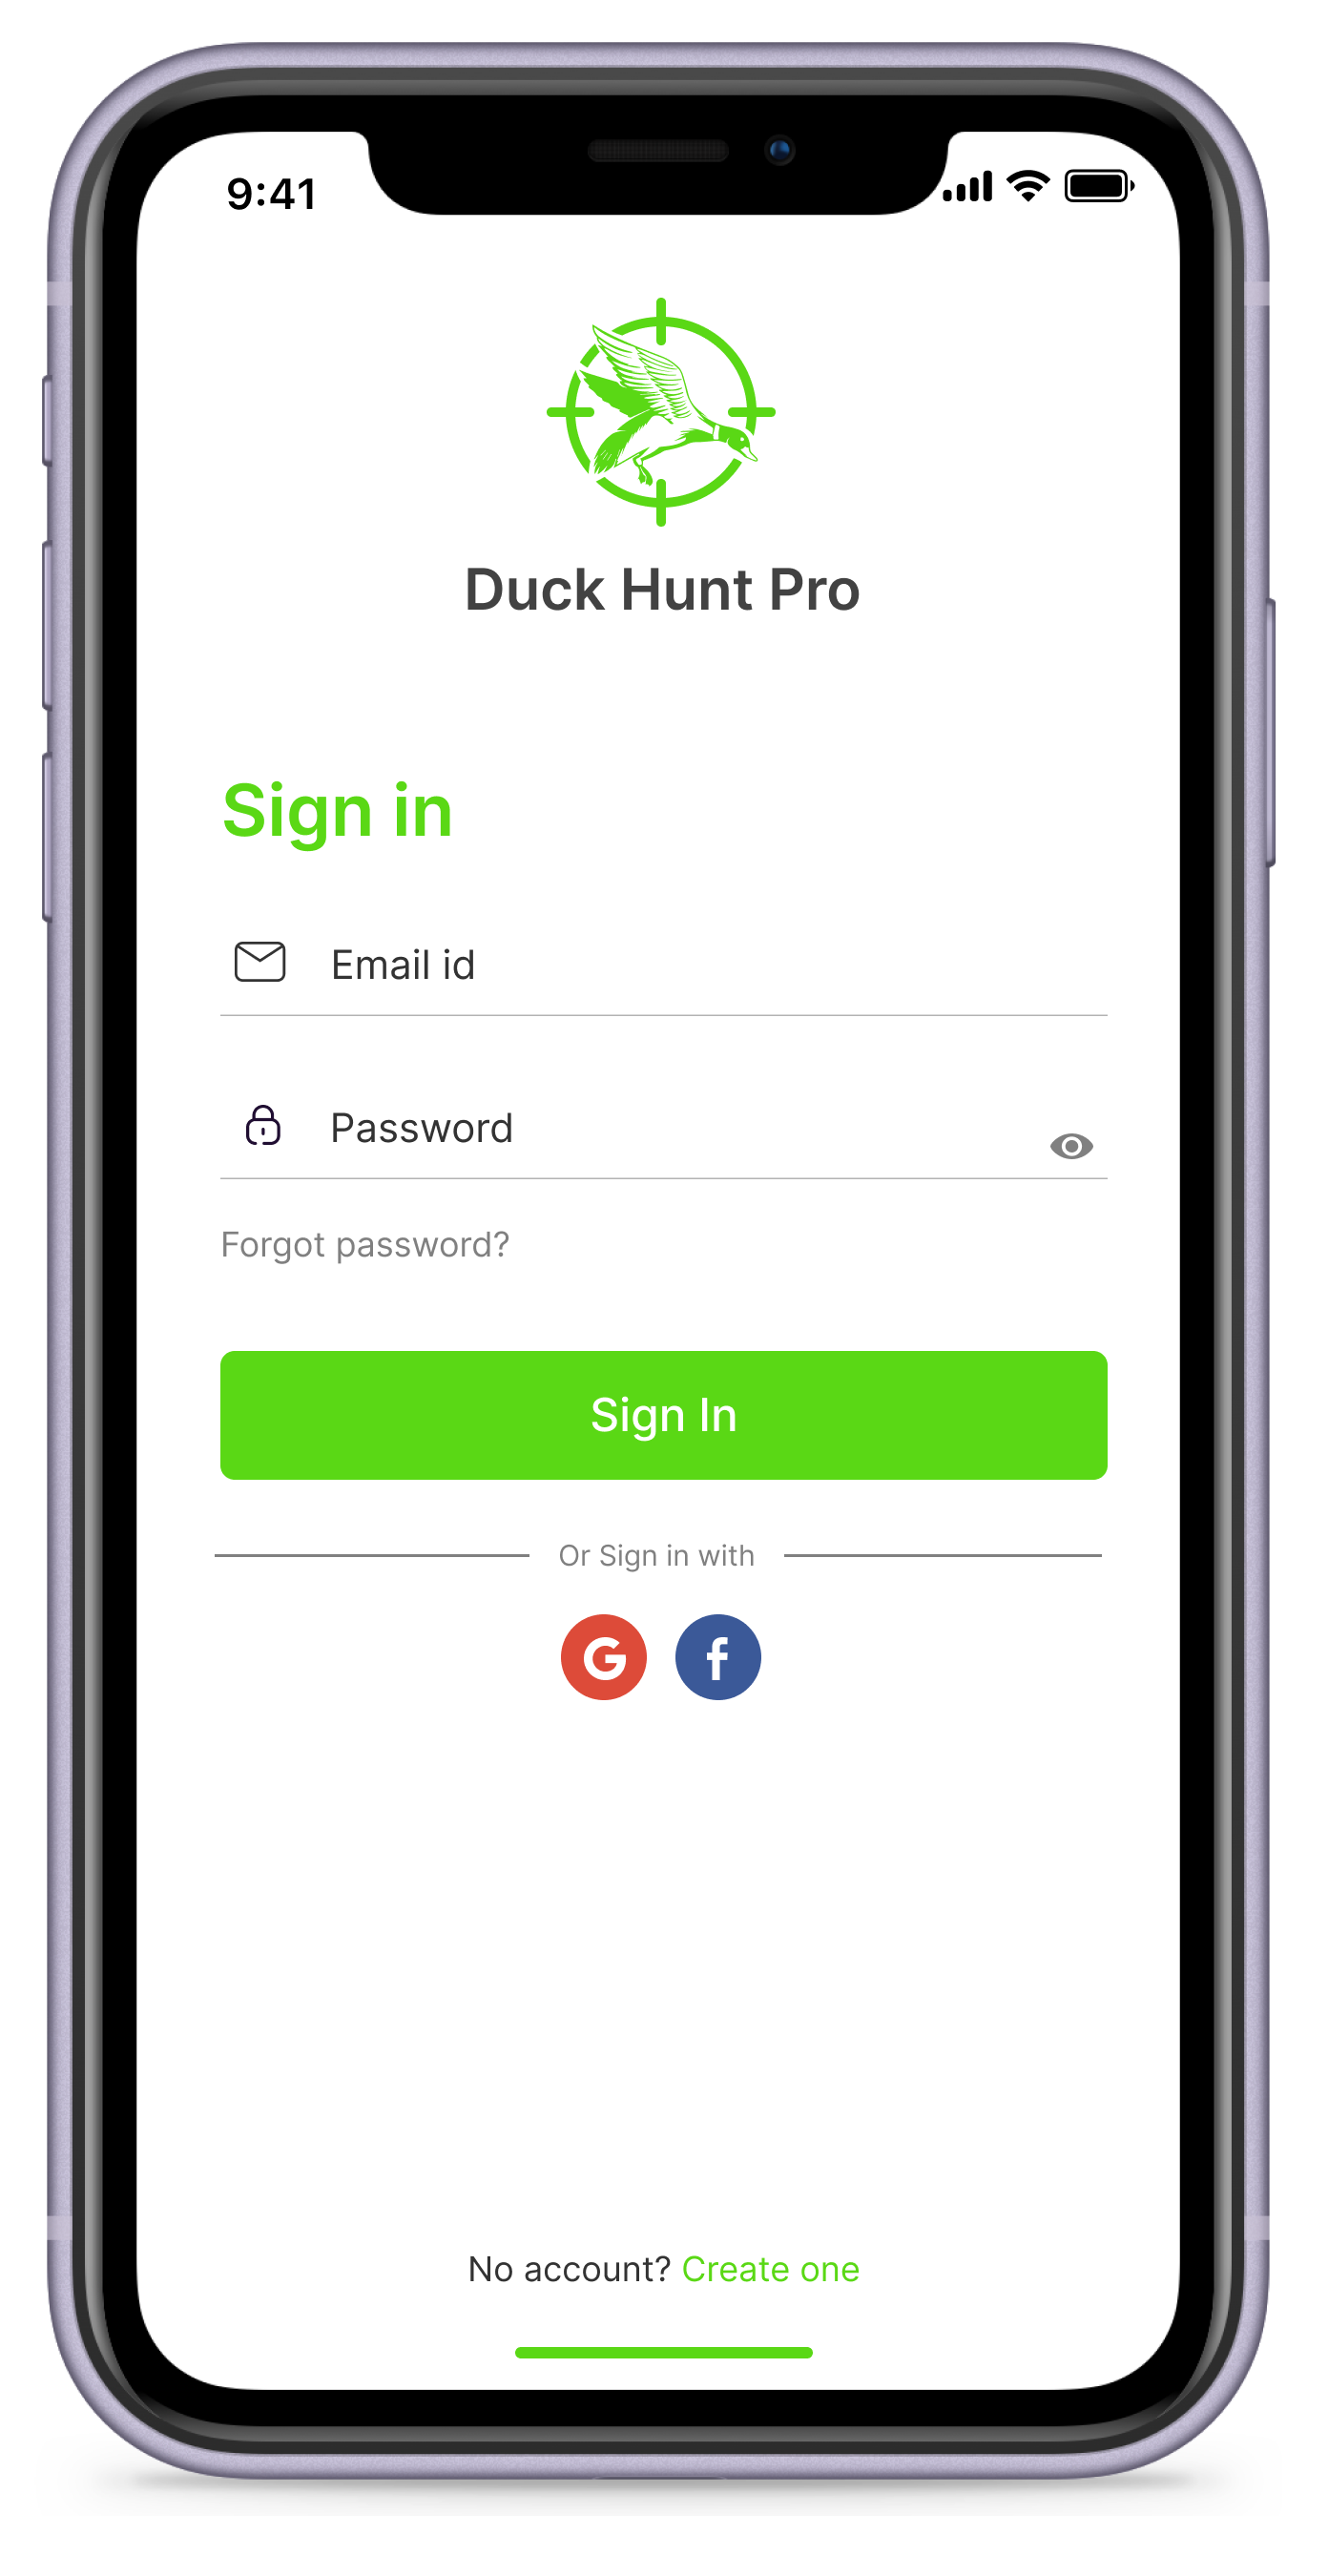 9:41
Duck Hunt Pro
Sign in
Email id
Password
Forgot password?
Sign In
Or Sign in with
G f
No account? Create one